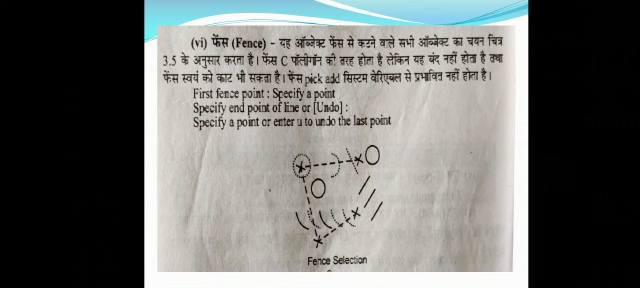 (vi) फेंस (Fence) – यह ऑब्जेक्ट फेंस से कटने वाले सभी ऑब्जेक्ट का चयन चित्र
3.5 के अनुसार करता है। फेंस C पॉलीगॉन की तरह होता है लेकिन यह बंद नहीं होता है तथा
फेंस स्वयं को काट भी सकता है। फेंस pick add सिस्टम वेरिएबल से प्रभावित नहीं होता है।
First fence point : Specify a point
Specify end point of line or [Undo] :
Specify a point or enter u to undo the last point
Fence Selection